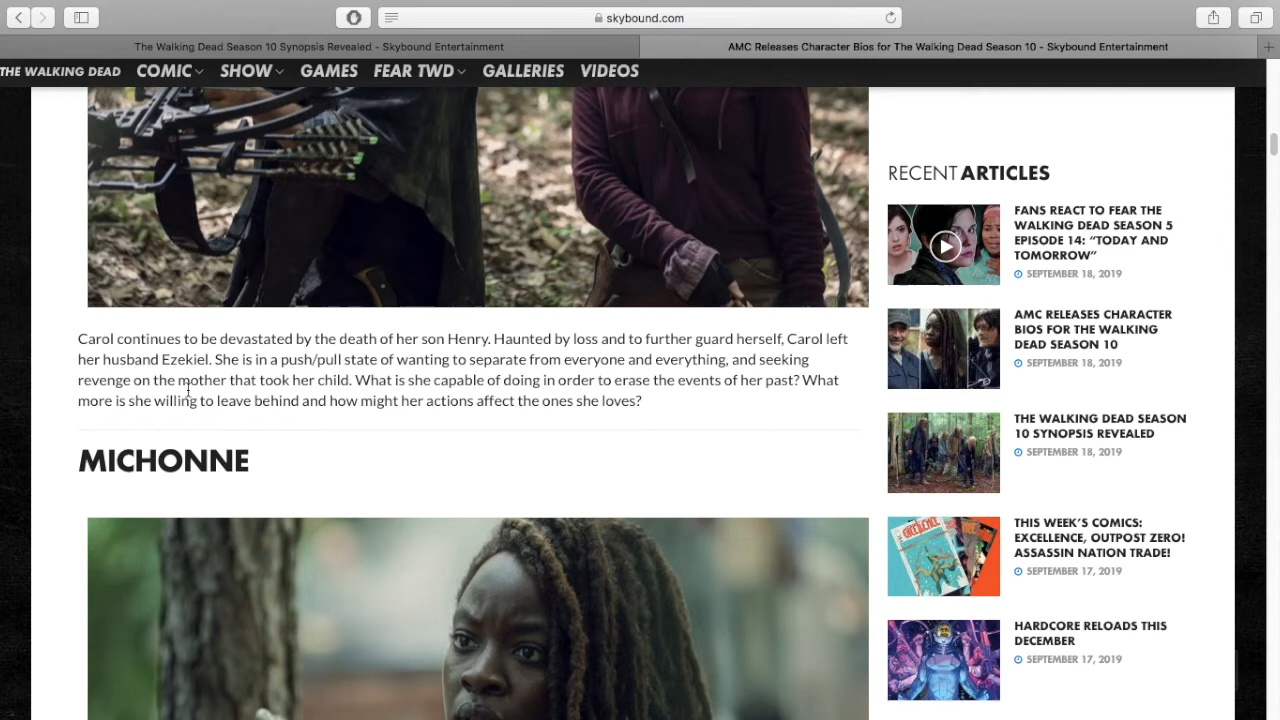 skybound.com
The Walking Dead Season 10 Synopsis Revealed - Skybound Entertainment
AMC Releases Character Bios for The Walking Dead Season 10 - Skybound Entertainment
THE WALKING DEAD COMIC SHOW GAMES FEAR TWD GALLERIES VIDEOS
Carol continues to be devastated by the death of her son Henry. Haunted by loss and to further guard herself, Carol left
her husband Ezekiel. She is in a push/pull state of wanting to separate from everyone and everything, and seeking
revenge on the mother that took her child. What is she capable of doing in order to erase the events of her past? What
more is she willing to leave behind and how might her actions affect the ones she loves?
MICHONNE
RECENT ARTICLES
FANS REACT TO FEAR THE
WALKING DEAD SEASON 5
EPISODE 14: “TODAY AND
TOMORROW”
SEPTEMBER 18, 2019
AMC RELEASES CHARACTER
BIOS FOR THE WALKING
DEAD SEASON 10
SEPTEMBER 18, 2019
THE WALKING DEAD SEASON
10 SYNOPSIS REVEALED
SEPTEMBER 18, 2019
THIS WEEK’S COMICS:
EXCELLENCE, OUTPOST ZERO!
ASSASSIN NATION TRADE!
SEPTEMBER 17, 2019
HARDCORE RELOADS THIS
DECEMBER
SEPTEMBER 17, 2019